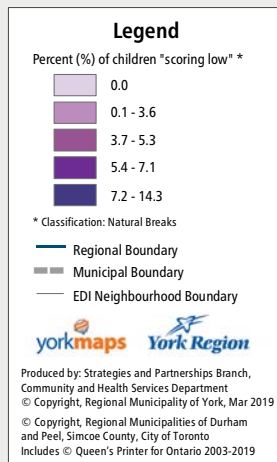 Legend
Percent (%) of children "scoring low" *
0.0
0.1 - 3.6
3.7 - 5.3
5.4 - 7.1
7.2 - 14.3
* Classification: Natural Breaks
Regional Boundary
Municipal Boundary
EDI Neighbourhood Boundary
yorkmaps York Region
Produced by: Strategies and Partnerships Branch,
Community and Health Services Department
© Copyright, Regional Municipality of York, Mar 2019
© Copyright, Regional Municipalities of Durham
and Peel, Simcoe County, City of Toronto
Includes © Queen's Printer for Ontario 2003-2019